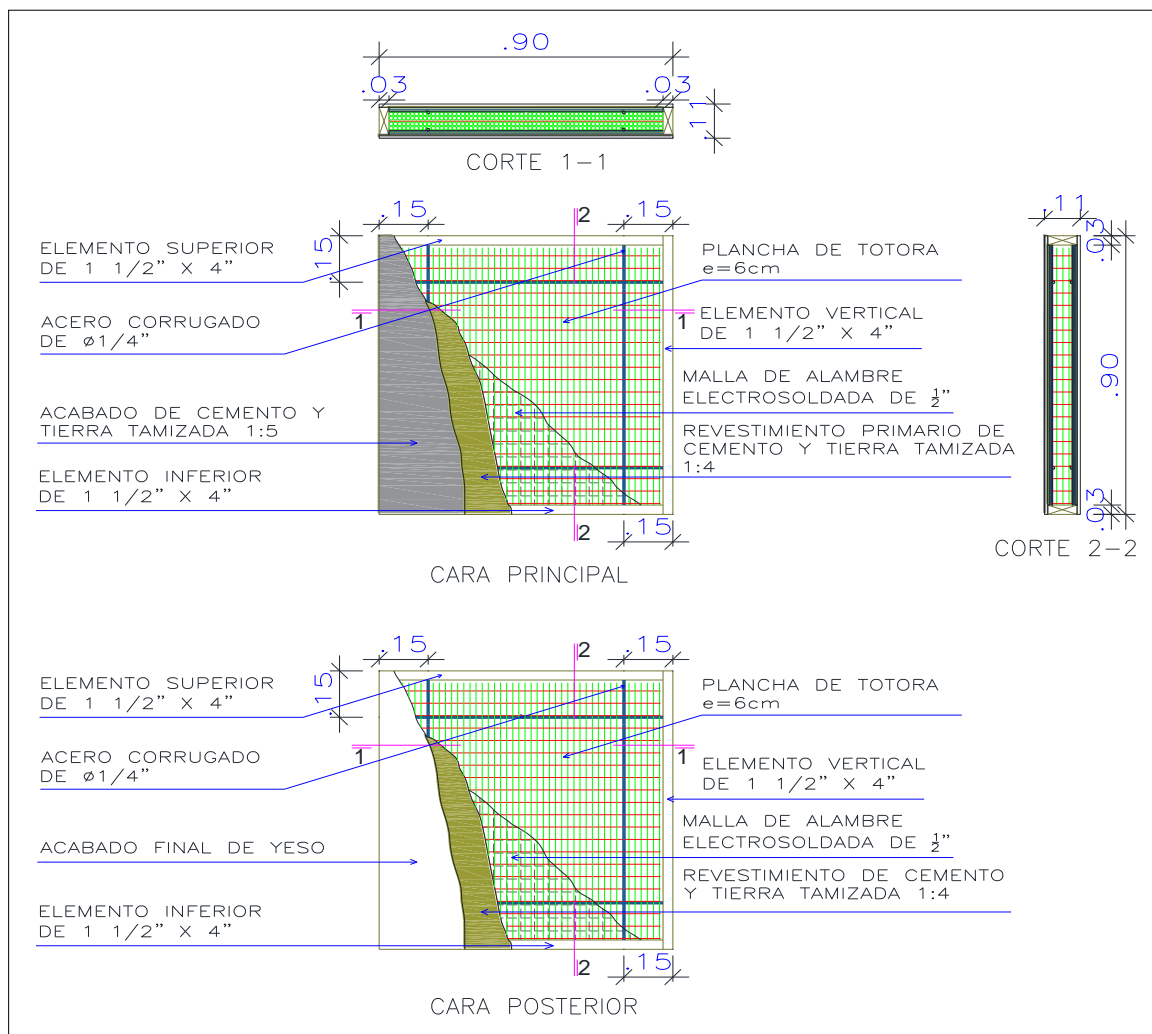 .90
.03
.03
.11
CORTE 1-1
.15
2
.15
.15
ELEMENTO SUPERIOR
DE 1 1/2” X 4”
ACERO CORRUGADO
DE ø1/4”
ACABADO DE CEMENTO Y
TIERRA TAMIZADA 1:5
ELEMENTO INFERIOR
DE 1 1/2” X 4”
1
1
PLANCHA DE TOTORA
e=6cm
ELEMENTO VERTICAL
DE 1 1/2” X 4”
MALLA DE ALAMBRE
ELECTROSOLDADA DE ½”
REVESTIMIENTO PRIMARIO DE
CEMENTO Y TIERRA TAMIZADA
1:4
2
.15
CARA PRINCIPAL
.11
.03
.90
.03
CORTE 2-2
.15
2
.15
.15
ELEMENTO SUPERIOR
DE 1 1/2” X 4”
ACERO CORRUGADO
DE ø1/4”
ACABADO FINAL DE YESO
ELEMENTO INFERIOR
DE 1 1/2” X 4”
1
1
PLANCHA DE TOTORA
e=6cm
ELEMENTO VERTICAL
DE 1 1/2” X 4”
MALLA DE ALAMBRE
ELECTROSOLDADA DE ½”
REVESTIMIENTO DE CEMENTO
Y TIERRA TAMIZADA 1:4
2
.15
CARA POSTERIOR